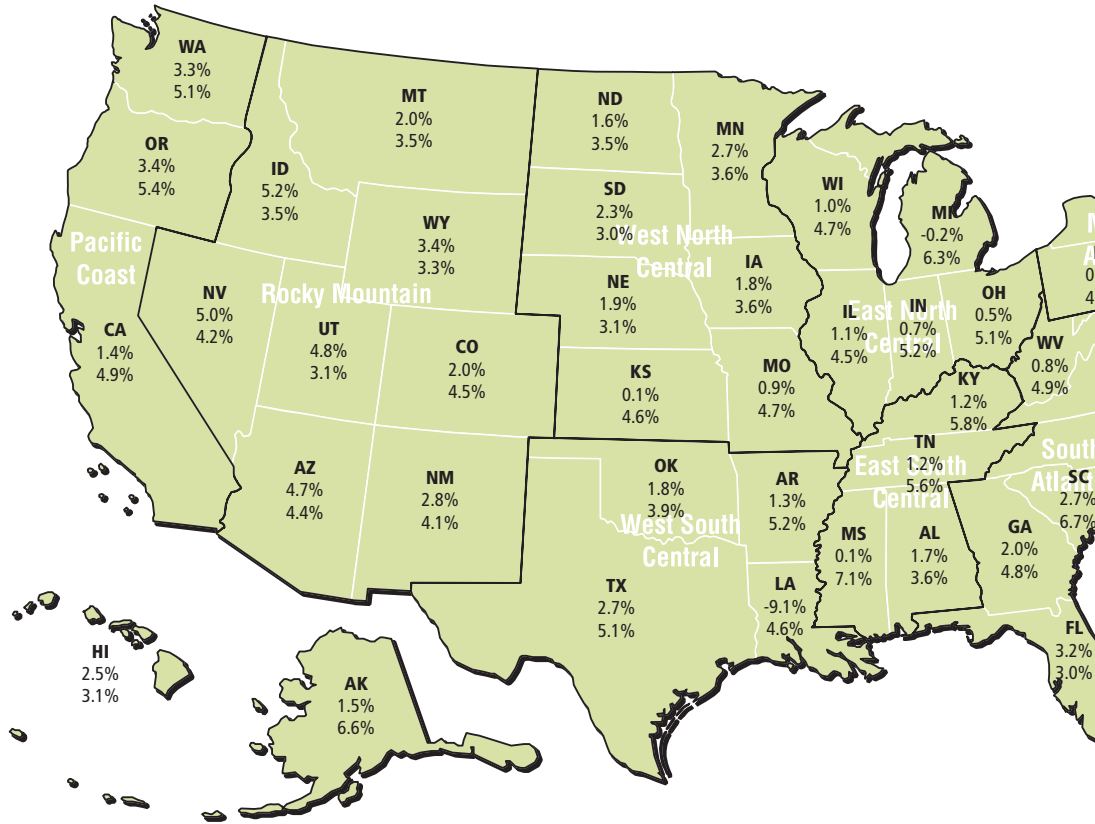 WA
3.3%
5.1%
OR
3.4%
5.4%
Pacific
Coast
CA
1.4%
4.9%
ID
5.2%
3.5%
MT
2.0%
3.5%
WY
3.4%
3.3%
Rocky Mountain
NV
5.0%
4.2%
UT
4.8%
3.1%
CO
2.0%
4.5%
AZ
4.7%
4.4%
NM
2.8%
4.1%
ND
1.6%
3.5%
SD
2.3%
3.0%
MN
2.7%
3.6%
West North
Central
NE
1.9%
3.1%
IA
1.8%
3.6%
KS
0.1%
4.6%
MO
0.9%
4.7%
WI
1.0%
4.7%
MI
-0.2%
6.3%
East North
Central
IL
1.1%
4.5%
IN
0.7%
5.2%
OH
0.5%
5.1%
WV
0.8%
4.9%
KY
1.2%
5.8%
TN
1.2%
5.6%
East South
Central
MS
0.1%
7.1%
AL
1.7%
3.6%
OK
1.8%
3.9%
AR
1.3%
5.2%
West South
Central
TX
2.7%
5.1%
LA
-9.1%
4.6%
South
Atlant
SC
2.7%
6.7%
GA
2.0%
4.8%
FL
3.2%
3.0%
HI
2.5%
3.1%
AK
1.5%
6.6%